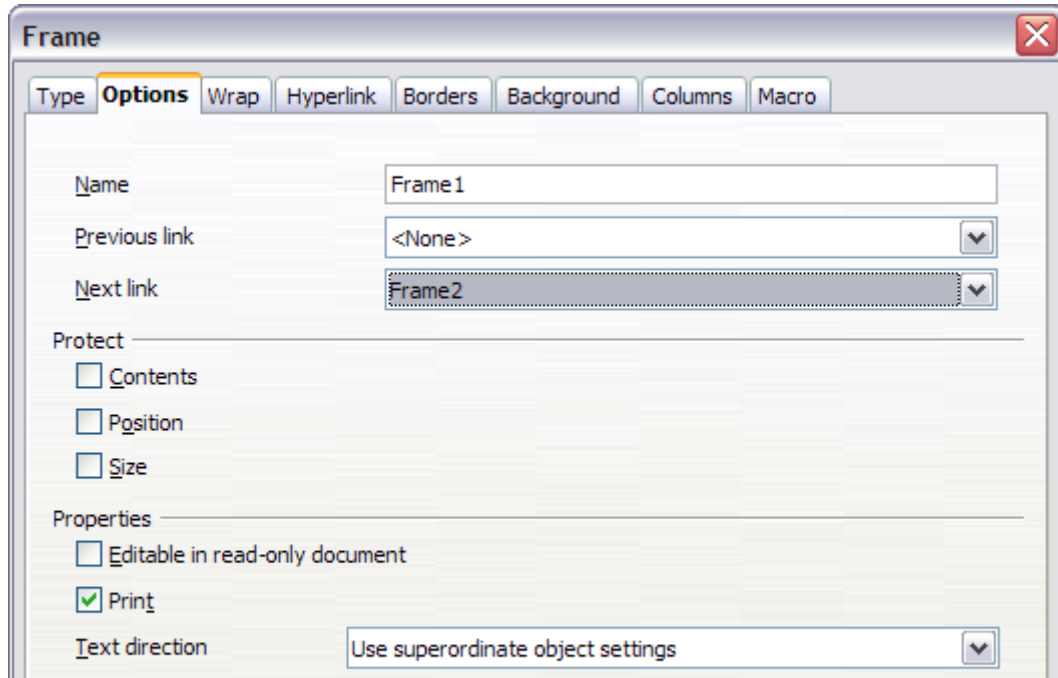 Frame
Type Options Wrap Hyperlink Borders Background Columns Macro
Name Frame1
Previous link <None>
Next link Frame2
Protect
Contents
Position
Size
Properties
Editable in read-only document
Print
Text direction Use superordinate object settings